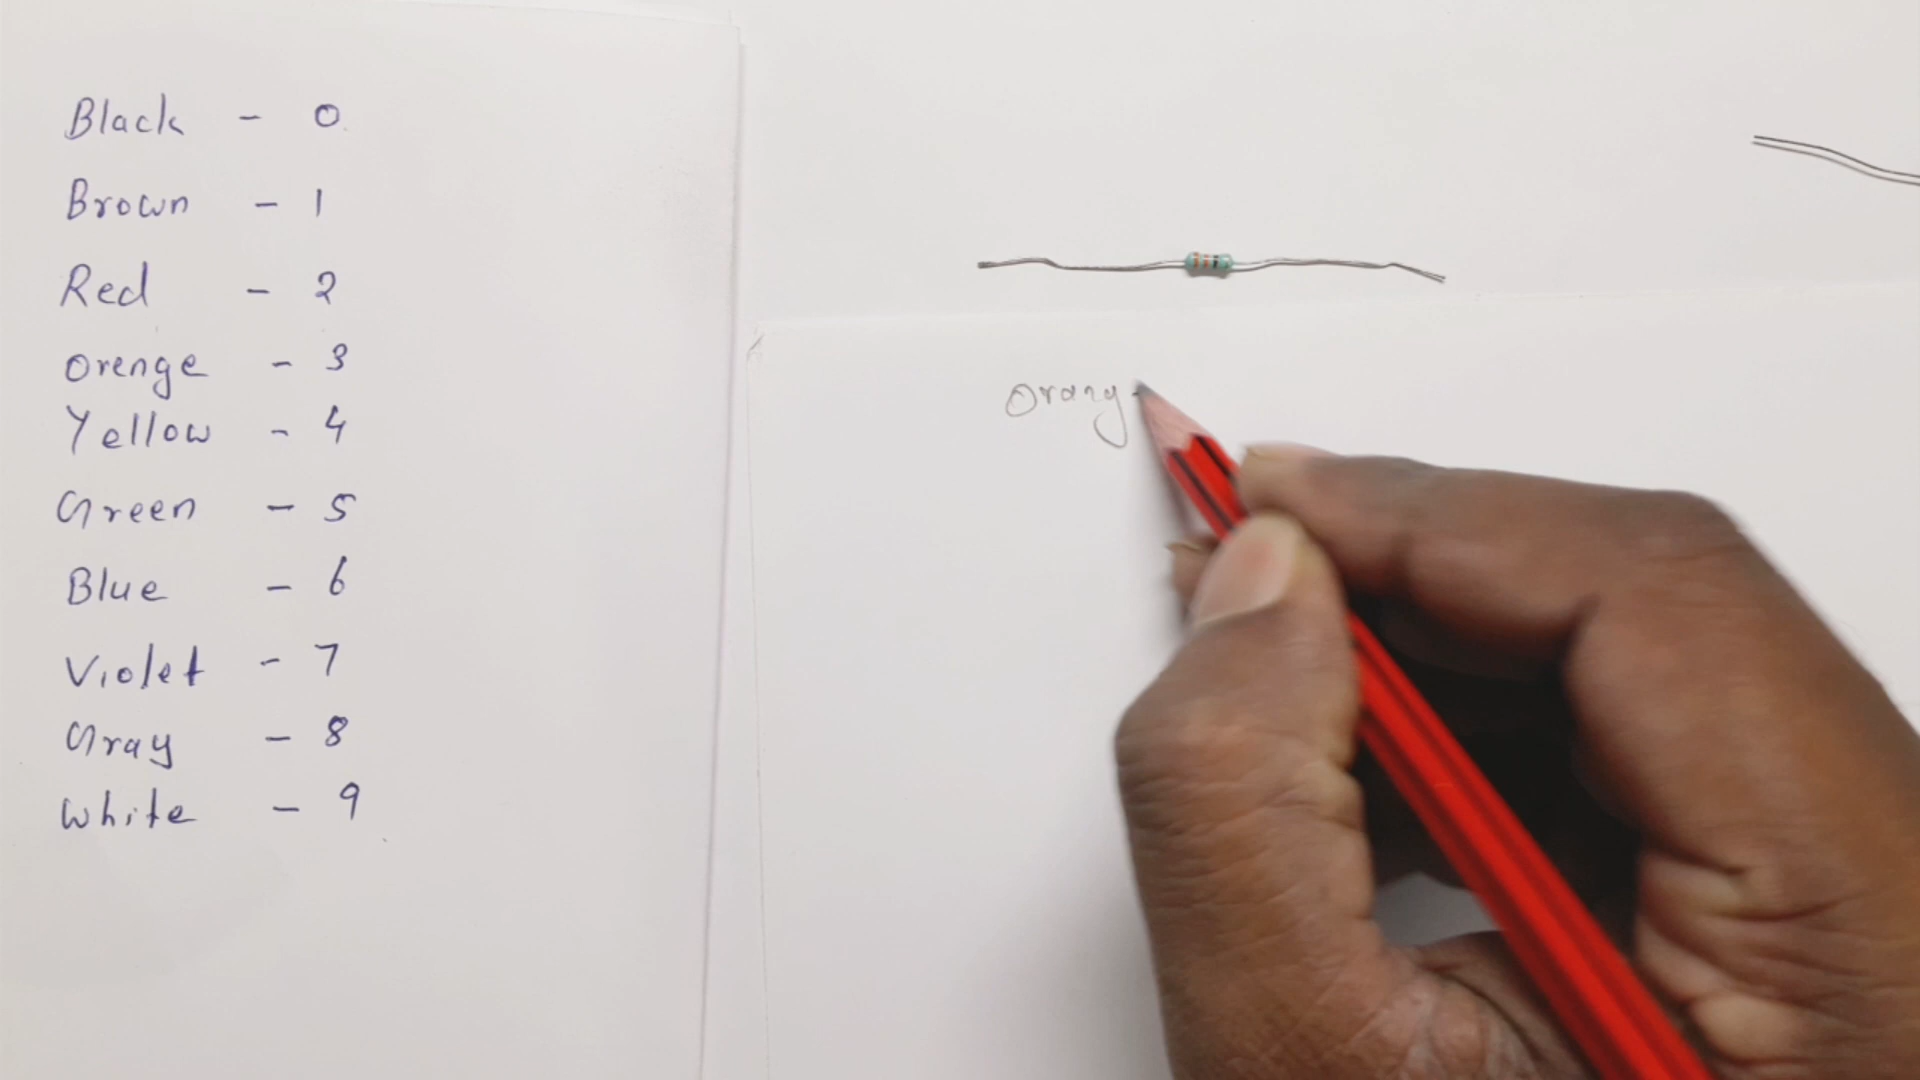 Black - 0
Brown - 1
Red - 2
Orenge - 3
Yellow - 4
Green - 5
Blue - 6
Violet - 7
Gray - 8
White - 9
Orang